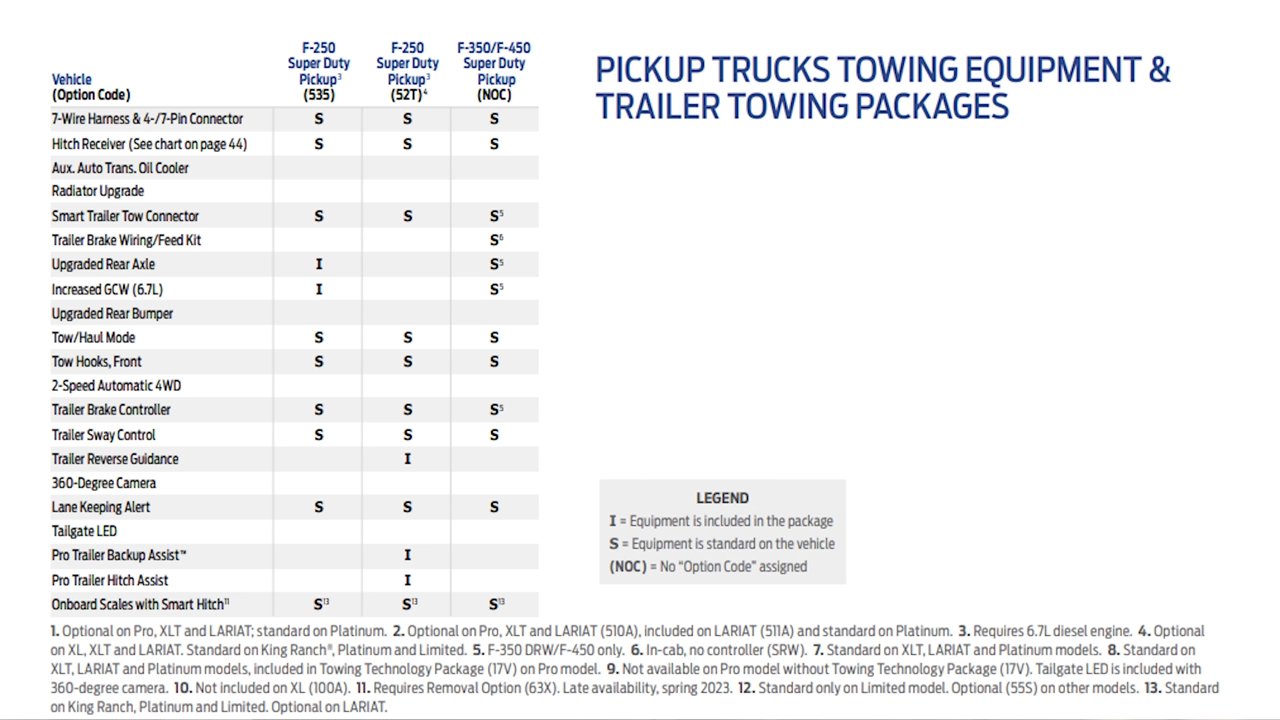 F-250 Super Duty Pickup³ (535)
F-250 Super Duty Pickup³ (52T)⁴
F-350/F-450 Super Duty Pickup (NOC)
Vehicle
(Option Code)
PICKUP TRUCKS TOWING EQUIPMENT &
TRAILER TOWING PACKAGES
7-Wire Harness & 4-/7-Pin Connector S S S
Hitch Receiver (See chart on page 44) S S S
Aux. Auto Trans. Oil Cooler
Radiator Upgrade
Smart Trailer Tow Connector S S S⁵
Trailer Brake Wiring/Feed Kit S⁶
Upgraded Rear Axle I S⁵
Increased GCW (6.7L) I S⁵
Upgraded Rear Bumper
Tow/Haul Mode S S S
Tow Hooks, Front S S S
2-Speed Automatic 4WD
Trailer Brake Controller S S S⁵
Trailer Sway Control S S S
Trailer Reverse Guidance I
360-Degree Camera
Lane Keeping Alert S S S
Tailgate LED
Pro Trailer Backup Assist™ I
Pro Trailer Hitch Assist I
Onboard Scales with Smart Hitch¹¹ S¹³ S¹³ S¹³
LEGEND
I = Equipment is included in the package
S = Equipment is standard on the vehicle
(NOC) = No “Option Code” assigned
1. Optional on Pro, XLT and LARIAT; standard on Platinum. 2. Optional on Pro, XLT and LARIAT (510A), included on LARIAT (511A) and standard on Platinum. 3. Requires 6.7L diesel engine. 4. Optional
on XL, XLT and LARIAT. Standard on King Ranch®, Platinum and Limited. 5. F-350 DRW/F-450 only. 6. In-cab, no controller (SRW). 7. Standard on XLT, LARIAT and Platinum models. 8. Standard on
XLT, LARIAT and Platinum models, included in Towing Technology Package (17V) on Pro model. 9. Not available on Pro model without Towing Technology Package (17V). Tailgate LED is included with
360-degree camera. 10. Not included on XL (100A). 11. Requires Removal Option (63X). Late availability, spring 2023. 12. Standard only on Limited model. Optional (55S) on other models. 13. Standard
on King Ranch, Platinum and Limited. Optional on LARIAT.